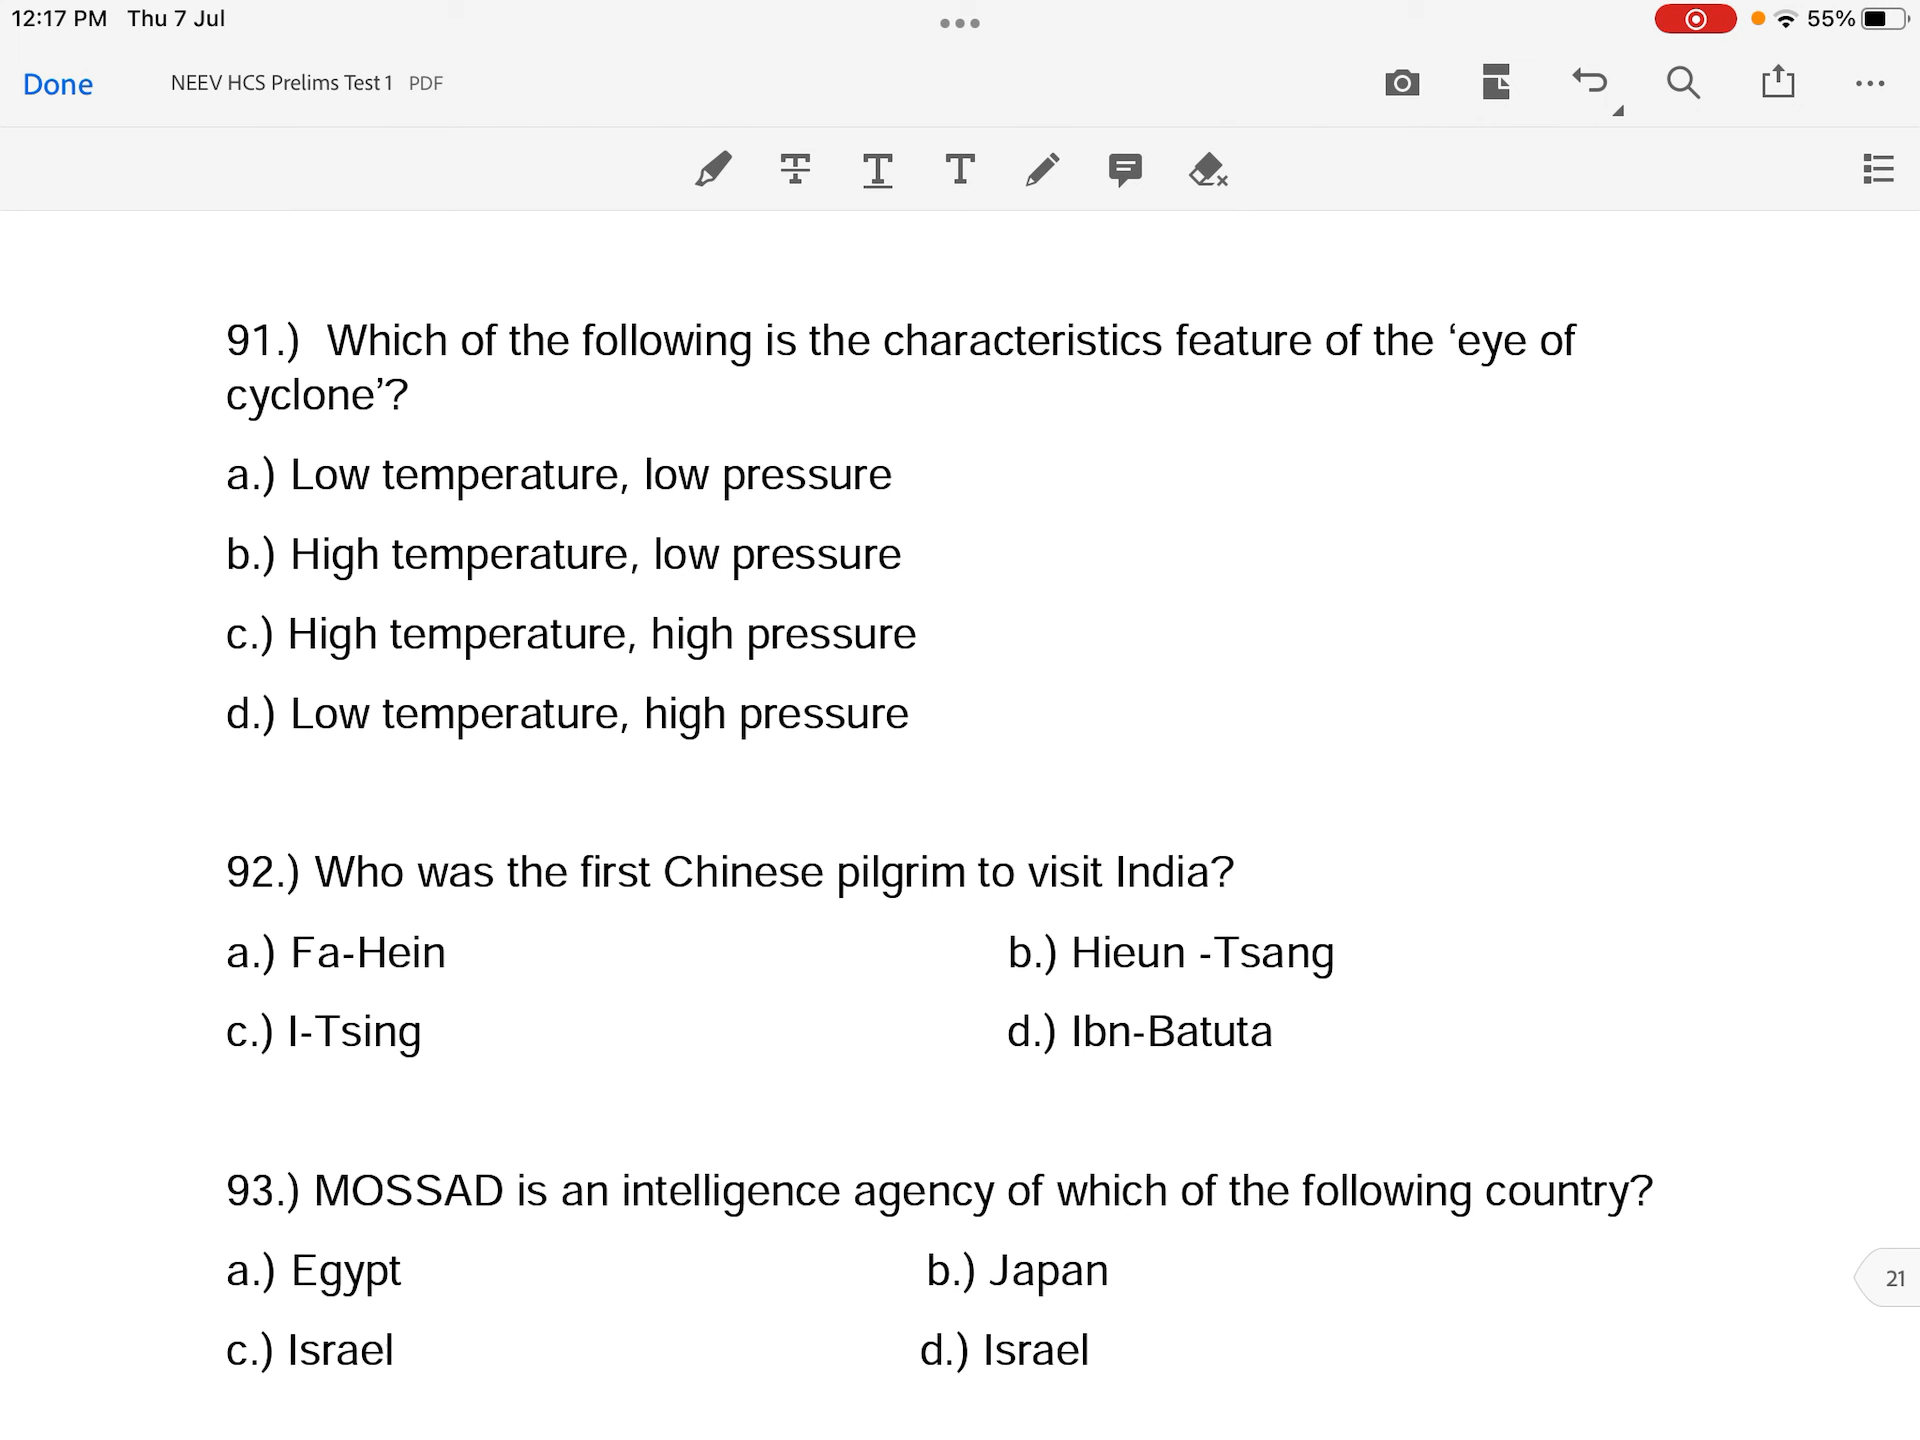 12:17 PM Thu 7 Jul
55%
Done
NEEV HCS Prelims Test 1 PDF
91.) Which of the following is the characteristics feature of the ‘eye of
cyclone’?
a.) Low temperature, low pressure
b.) High temperature, low pressure
c.) High temperature, high pressure
d.) Low temperature, high pressure
92.) Who was the first Chinese pilgrim to visit India?
a.) Fa-Hein b.) Hieun -Tsang
c.) I-Tsing d.) Ibn-Batuta
93.) MOSSAD is an intelligence agency of which of the following country?
a.) Egypt b.) Japan
21
c.) Israel d.) Israel